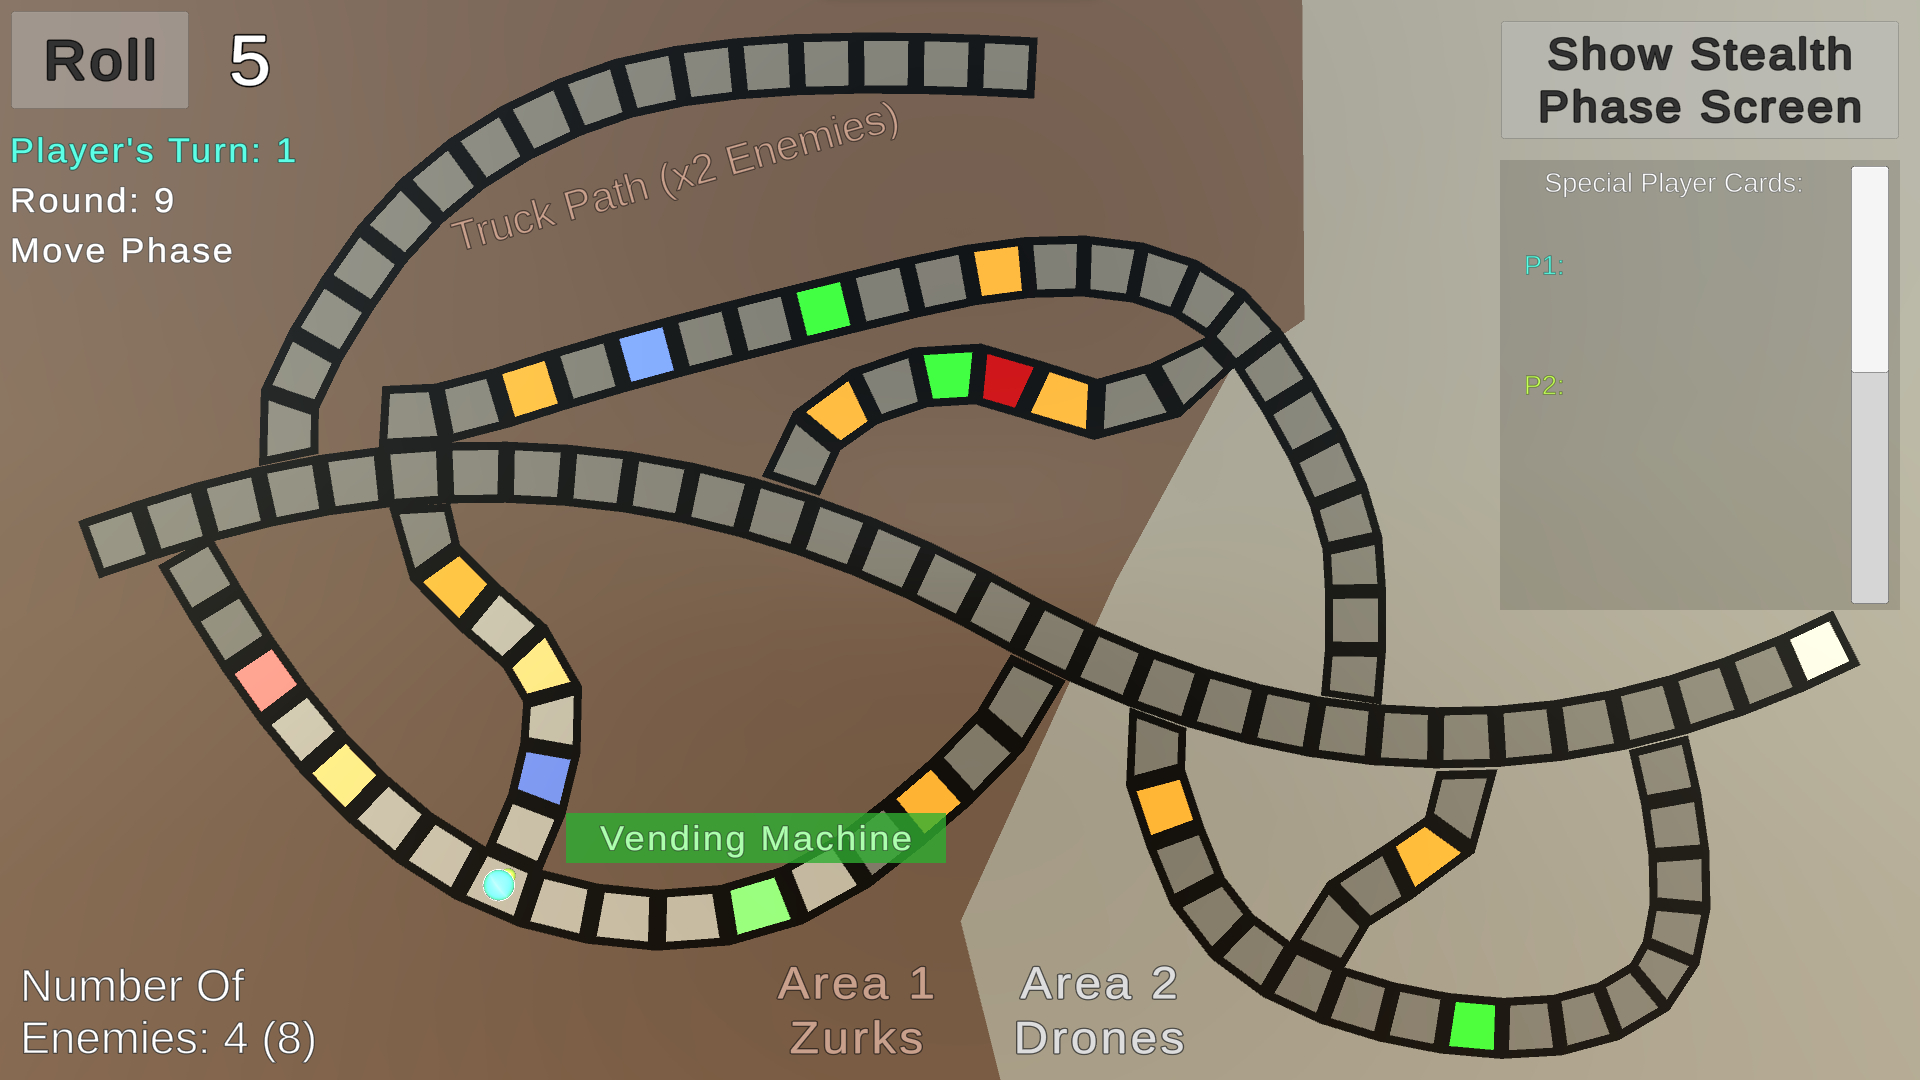 Roll 5
Player's Turn: 1
Round: 9
Move Phase
Truck Path (x2 Enemies)
Show Stealth
Phase Screen
Special Player Cards:
P1:
P2:
Vending Machine
Number Of
Enemies: 4 (8)
Area 1
Zurks
Area 2
Drones